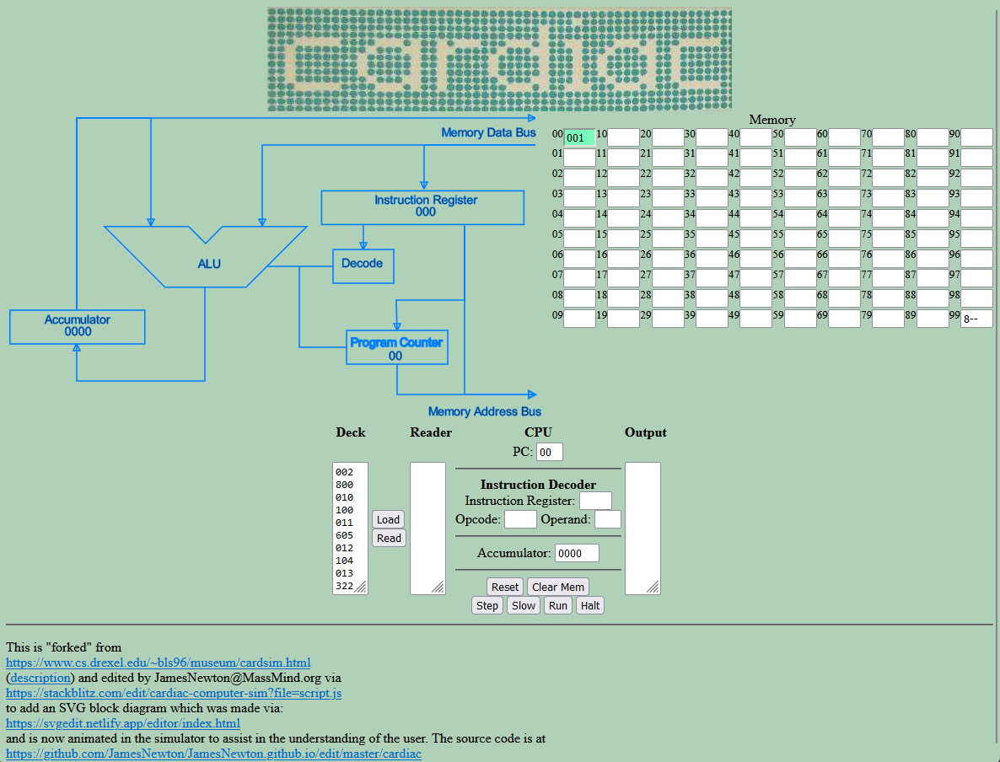 cardiac
Memory Data Bus
Instruction Register
000
Decode
ALU
Accumulator
0000
Program Counter
00
Memory Address Bus
Memory
00 001 10 20 30 40 50 60 70 80 90
01 11 21 31 41 51 61 71 81 91
02 12 22 32 42 52 62 72 82 92
03 13 23 33 43 53 63 73 83 93
04 14 24 34 44 54 64 74 84 94
05 15 25 35 45 55 65 75 85 95
06 16 26 36 46 56 66 76 86 96
07 17 27 37 47 57 67 77 87 97
08 18 28 38 48 58 68 78 88 98
09 19 29 39 49 59 69 79 89 99 8--
Deck Reader CPU Output
PC: 00
002
800
010
100
011
605
012
104
013
322
Load
Read
Instruction Decoder
Instruction Register:
Opcode: Operand:
Accumulator: 0000
Reset Clear Mem
Step Slow Run Halt
This is "forked" from
https://www.cs.drexel.edu/~bls96/museum/cardsim.html
(description) and edited by JamesNewton@MassMind.org via
https://stackblitz.com/edit/cardiac-computer-sim?file=script.js
to add an SVG block diagram which was made via:
https://svgedit.netlify.app/editor/index.html
and is now animated in the simulator to assist in the understanding of the user. The source code is at
https://github.com/JamesNewton/JamesNewton.github.io/edit/master/cardiac